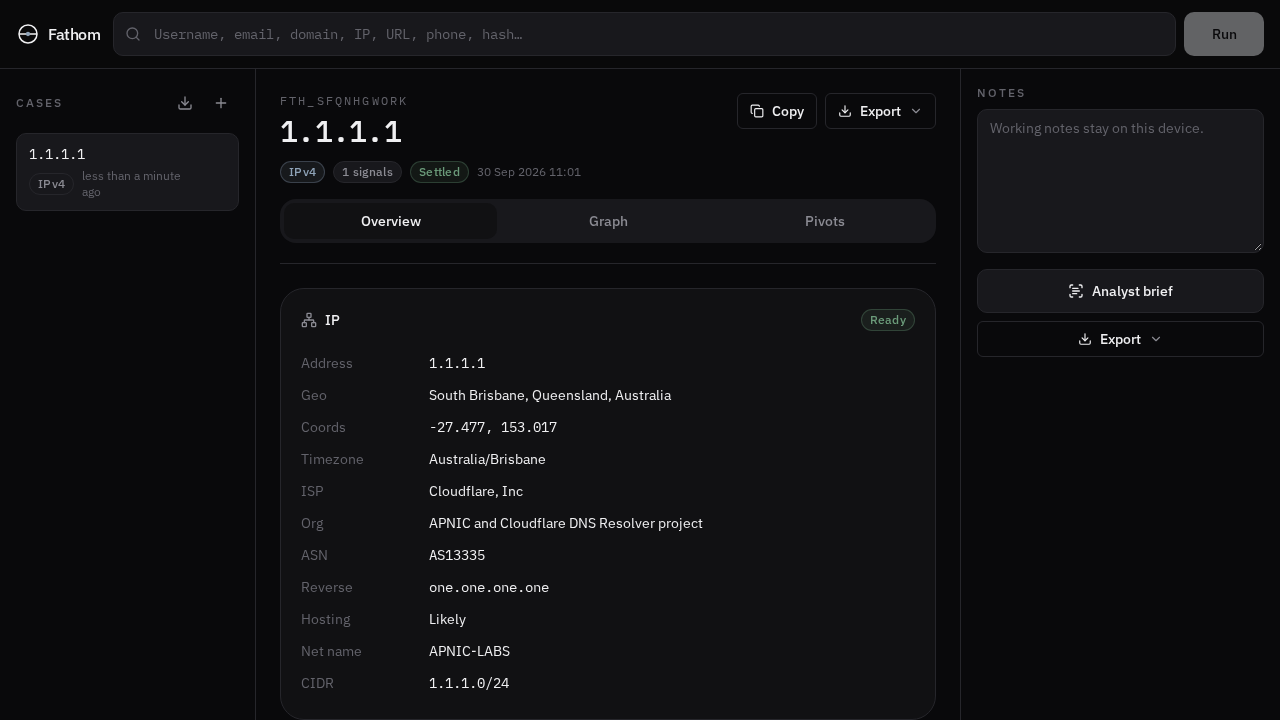 Fathom
Username, email, domain, IP, URL, phone, hash…
Run
CASES
1.1.1.1
IPv4
less than a minute
ago
FTH_SFQNHGWORK
1.1.1.1
IPv4
1 signals
Settled
30 Sep 2026 11:01
Copy
Export
Overview
Graph
Pivots
IP
Ready
Address 1.1.1.1
Geo South Brisbane, Queensland, Australia
Coords -27.477, 153.017
Timezone Australia/Brisbane
ISP Cloudflare, Inc
Org APNIC and Cloudflare DNS Resolver project
ASN AS13335
Reverse one.one.one.one
Hosting Likely
Net name APNIC-LABS
CIDR 1.1.1.0/24
NOTES
Working notes stay on this device.
Analyst brief
Export